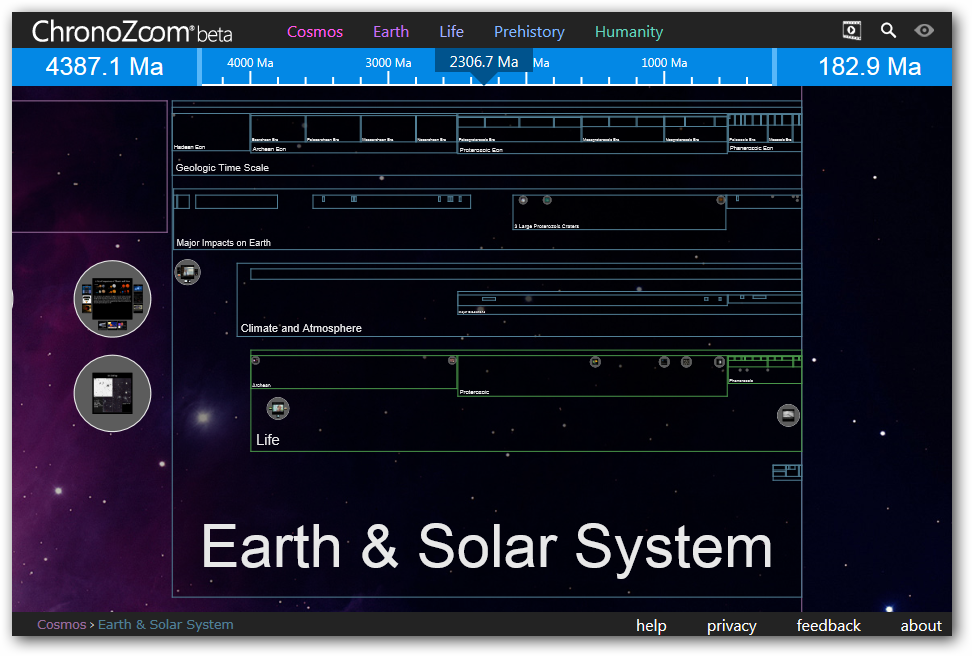 ChronoZoom® beta
Cosmos Earth Life Prehistory Humanity
4387.1 Ma
4000 Ma 3000 Ma 2306.7 Ma Ma 1000 Ma
182.9 Ma
Hadean Eon
Archean Eon
Proterozoic Eon
Phanerozoic Eon
Geologic Time Scale
3 Large Proterozoic Craters
Major Impacts on Earth
Climate and Atmosphere
Archean
Proterozoic
Phanerozoic
Life
Earth & Solar System
Cosmos › Earth & Solar System
help privacy feedback about